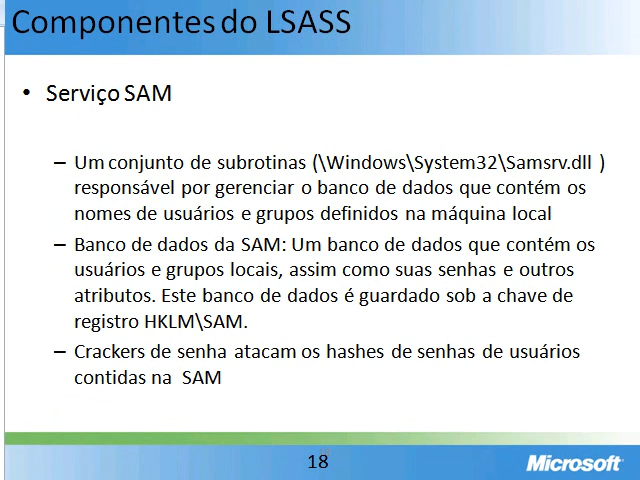 Componentes do LSASS
• Serviço SAM
– Um conjunto de subrotinas (\Windows\System32\Samsrv.dll )
responsável por gerenciar o banco de dados que contém os
nomes de usuários e grupos definidos na máquina local
– Banco de dados da SAM: Um banco de dados que contém os
usuários e grupos locais, assim como suas senhas e outros
atributos. Este banco de dados é guardado sob a chave de
registro HKLM\SAM.
– Crackers de senha atacam os hashes de senhas de usuários
contidas na SAM
18
Microsoft